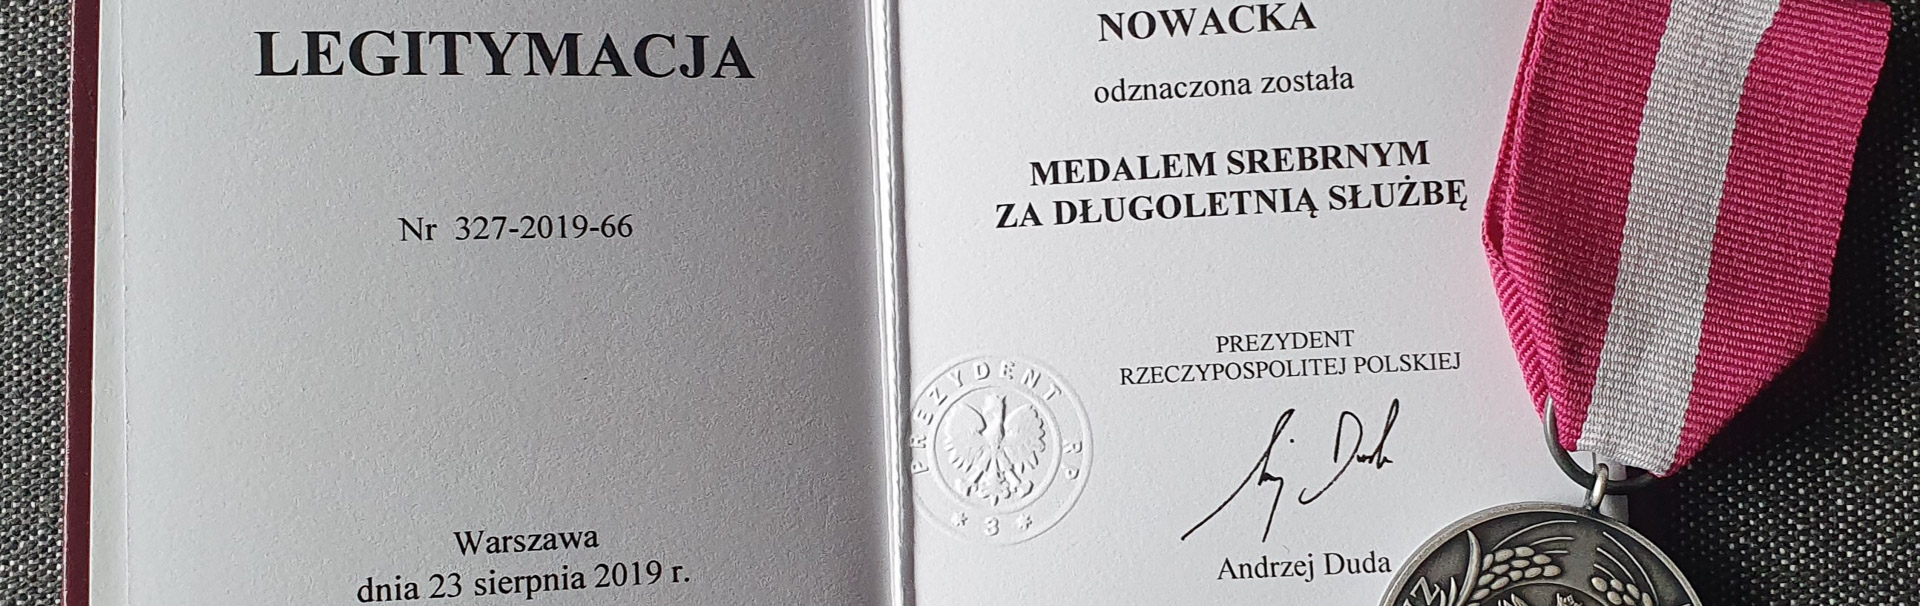 LEGITYMACJA
Nr 327-2019-66
Warszawa
dnia 23 sierpnia 2019 r.
NOWACKA
odznaczona została
MEDALEM SREBRNYM
ZA DŁUGOLETNIĄ SŁUŻBĘ
PREZYDENT
RZECZYPOSPOLITEJ POLSKIEJ
PREZYDENT RP
* 3 *
Andrzej Duda